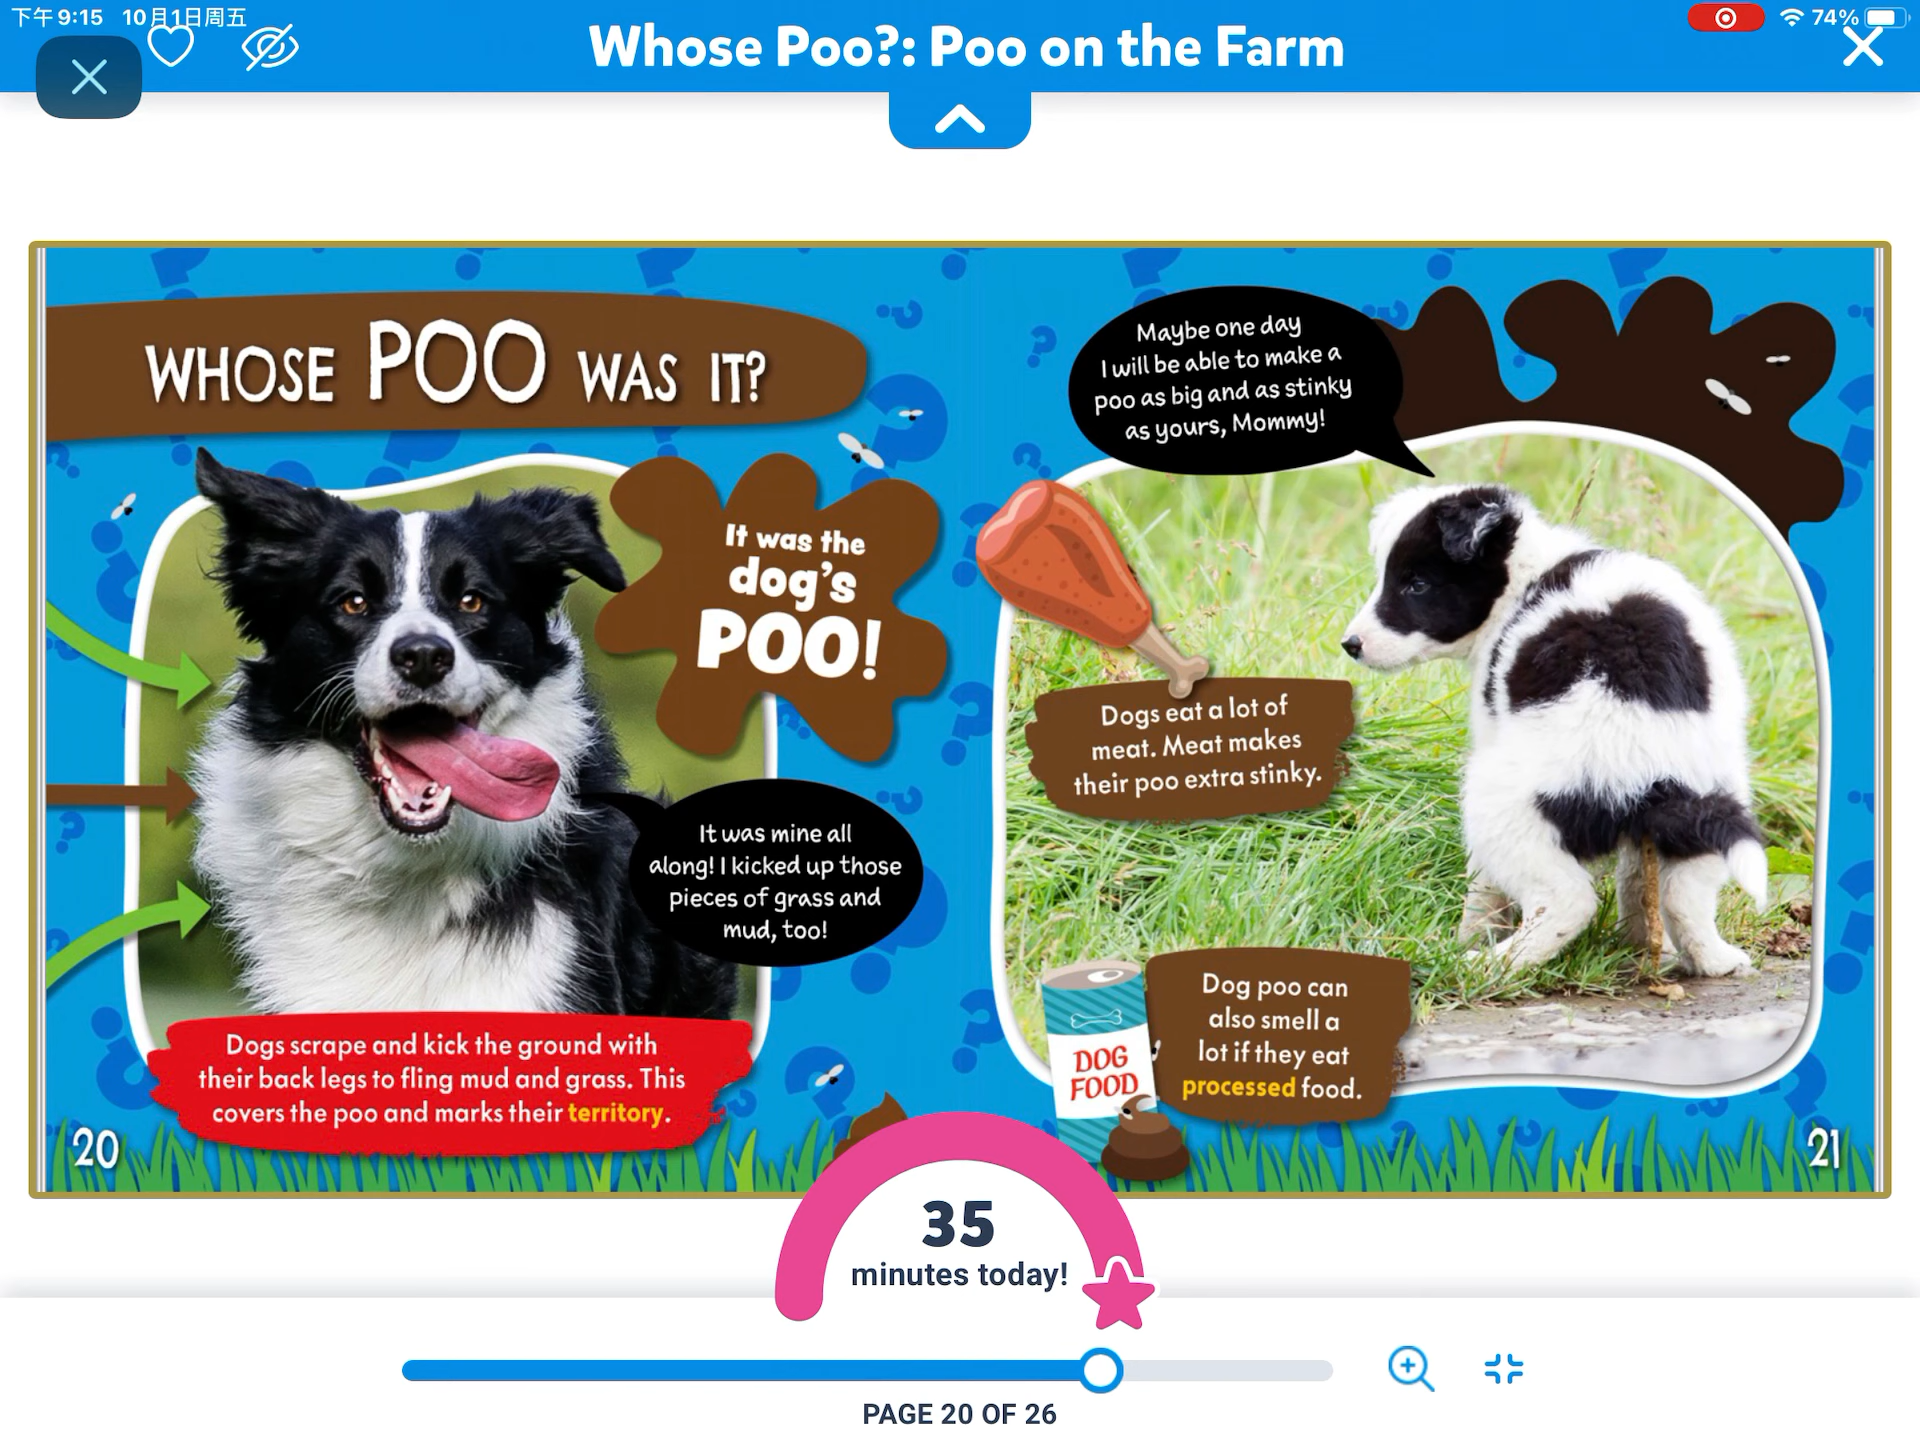 下午9:15 10月1日周五
74%
Whose Poo?: Poo on the Farm
WHOSE POO WAS IT?
It was the
dog's
POO!
It was mine all
along! I kicked up those
pieces of grass and
mud, too!
Dogs scrape and kick the ground with
their back legs to fling mud and grass. This
covers the poo and marks their territory.
20
Maybe one day
I will be able to make a
poo as big and as stinky
as yours, Mommy!
Dogs eat a lot of
meat. Meat makes
their poo extra stinky.
Dog poo can
also smell a
lot if they eat
processed food.
DOG
FOOD
21
35
minutes today!
PAGE 20 OF 26